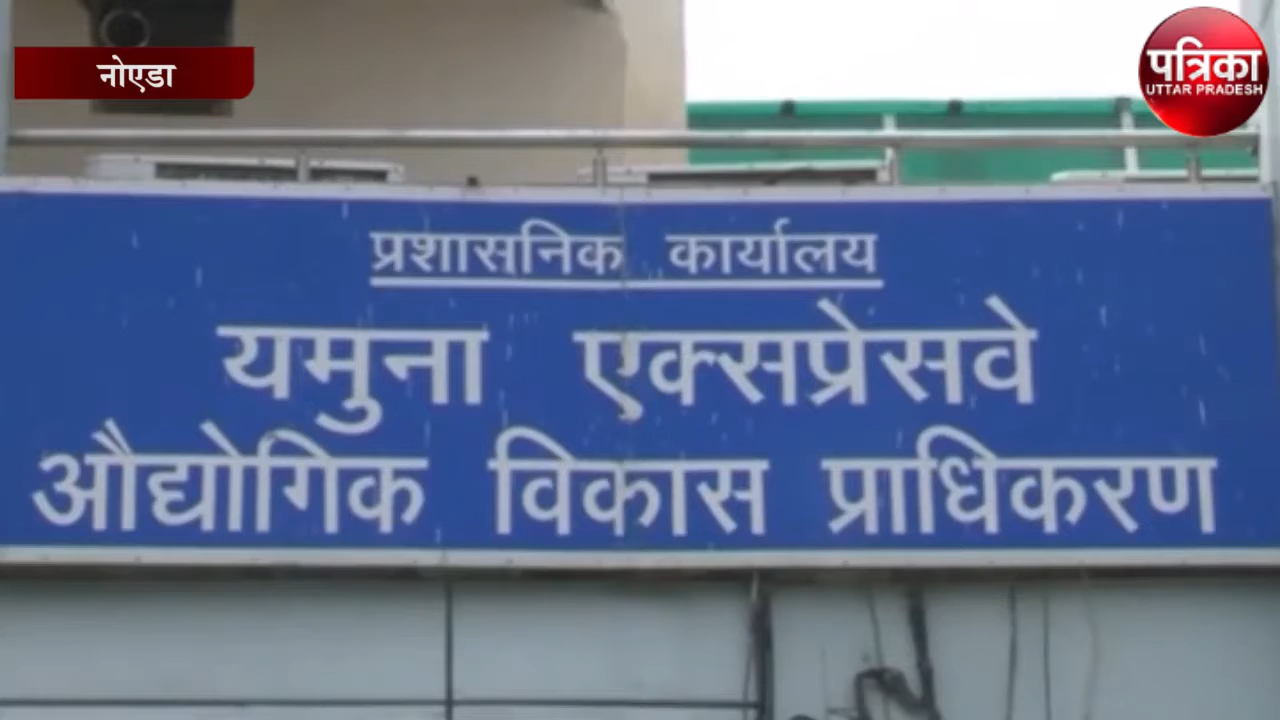 नोएडा
पत्रिका
UTTAR PRADESH
प्रशासनिक कार्यालय
यमुना एक्सप्रेसवे
औद्योगिक विकास प्राधिकरण